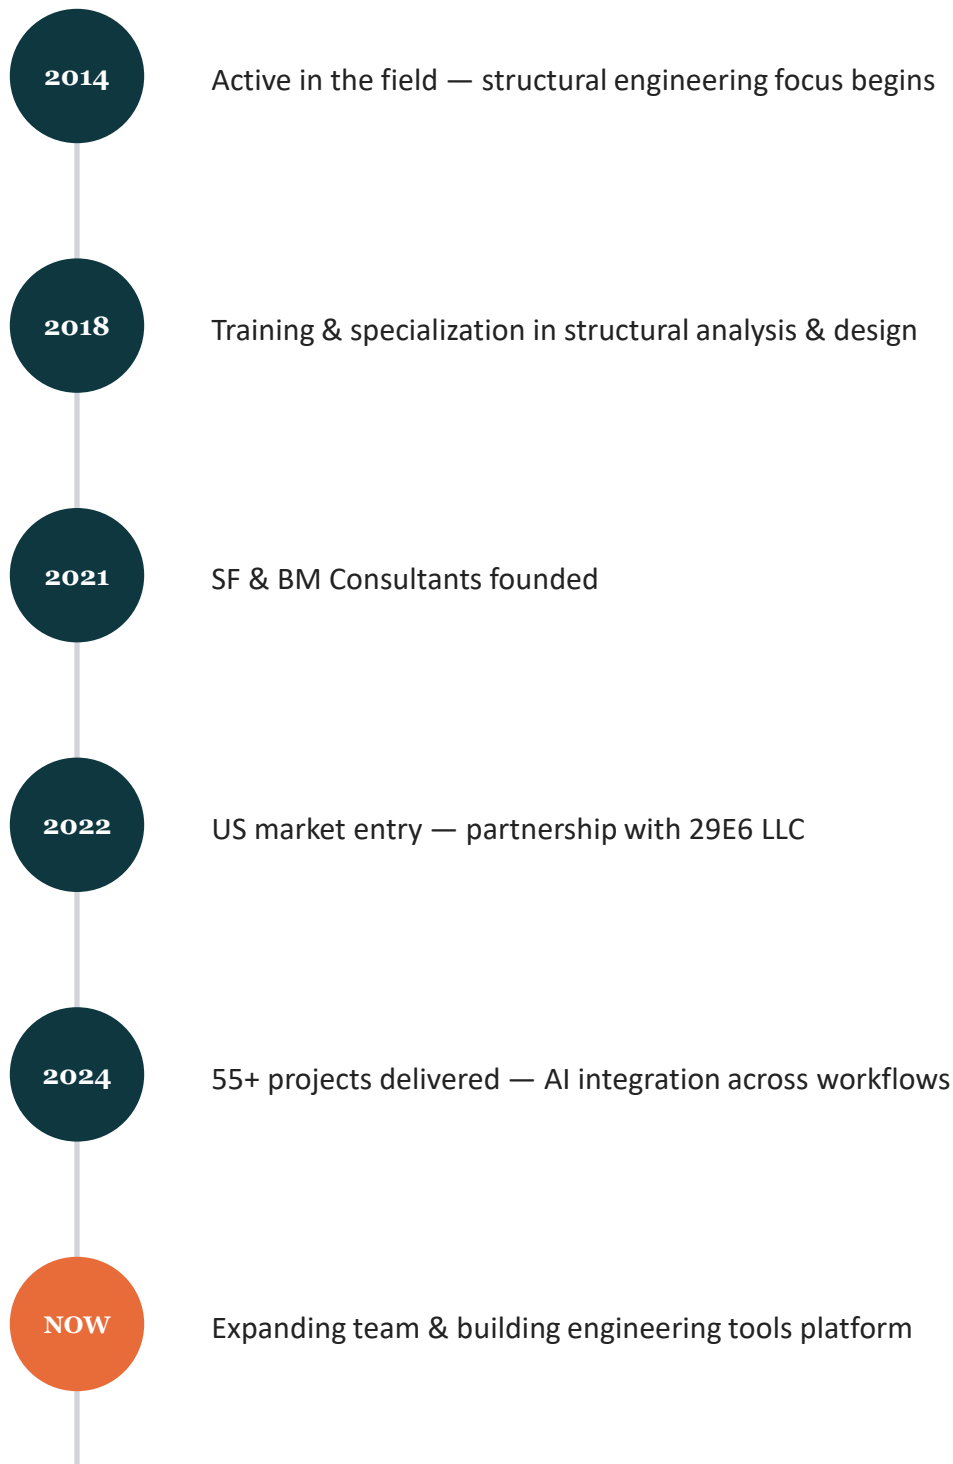 2014
Active in the field — structural engineering focus begins
2018
Training & specialization in structural analysis & design
2021
SF & BM Consultants founded
2022
US market entry — partnership with 29E6 LLC
2024
55+ projects delivered — AI integration across workflows
NOW
Expanding team & building engineering tools platform